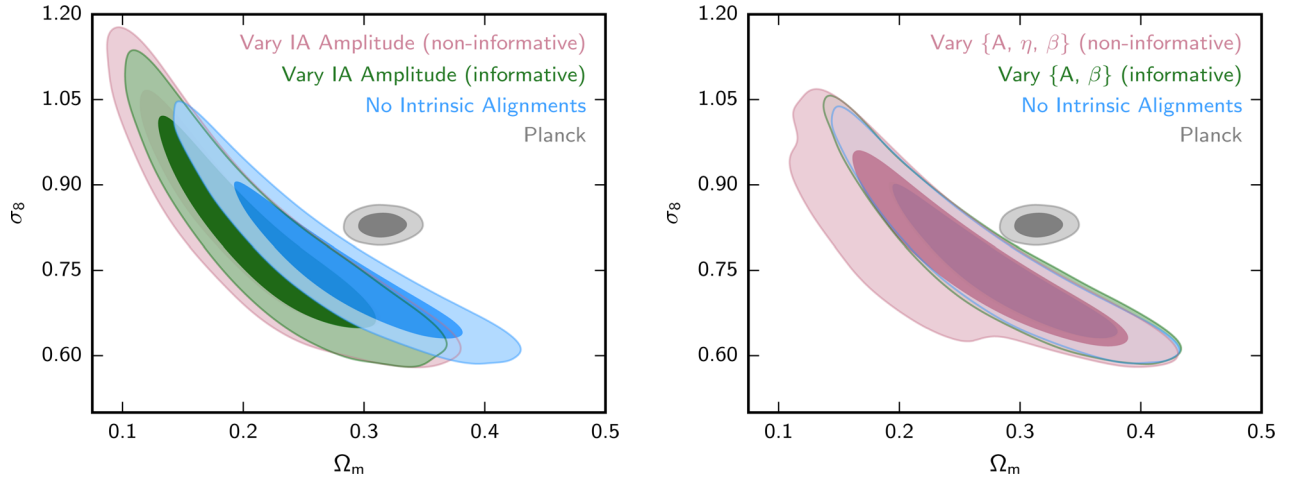 1.20
1.05
0.90
0.75
0.60
σ8
Vary IA Amplitude (non-informative)
Vary IA Amplitude (informative)
No Intrinsic Alignments
Planck
0.1 0.2 0.3 0.4 0.5
Ωm
1.20
1.05
0.90
0.75
0.60
σ8
Vary {A, η, β} (non-informative)
Vary {A, β} (informative)
No Intrinsic Alignments
Planck
0.1 0.2 0.3 0.4 0.5
Ωm